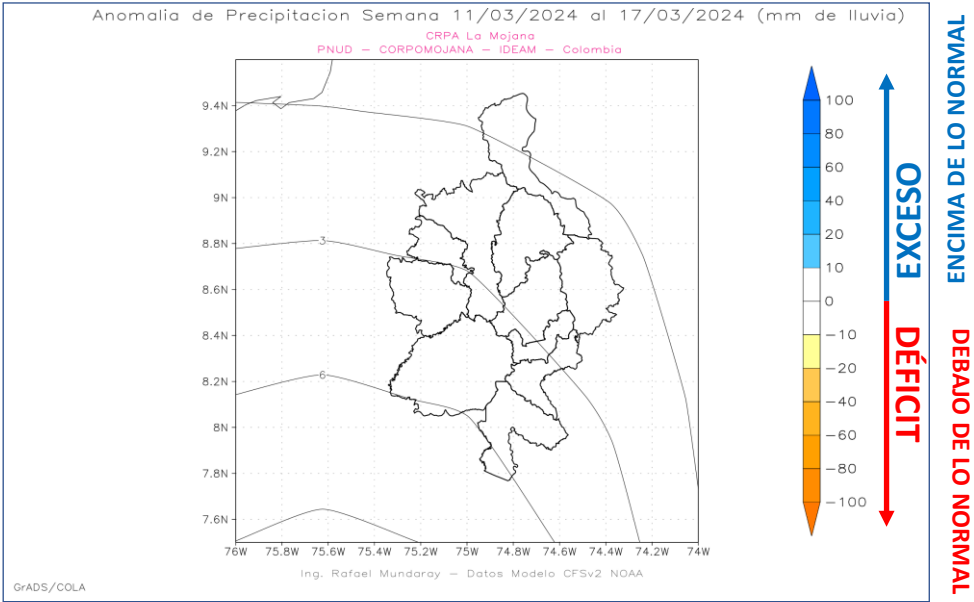 Anomalia de Precipitacion Semana 11/03/2024 al 17/03/2024 (mm de lluvia)
CRPA La Mojana
PNUD – CORPOMOJANA – IDEAM – Colombia
9.4N
9.2N
9N
8.8N
8.6N
8.4N
8.2N
8N
7.8N
7.6N
3
6
76W 75.8W 75.6W 75.4W 75.2W 75W 74.8W 74.6W 74.4W 74.2W 74W
100
80
60
40
20
10
0
−10
−20
−40
−60
−80
−100
EXCESO
DÉFICIT
ENCIMA DE LO NORMAL
DEBAJO DE LO NORMAL
Ing. Rafael Mundaray – Datos Modelo CFSv2 NOAA
GrADS/COLA